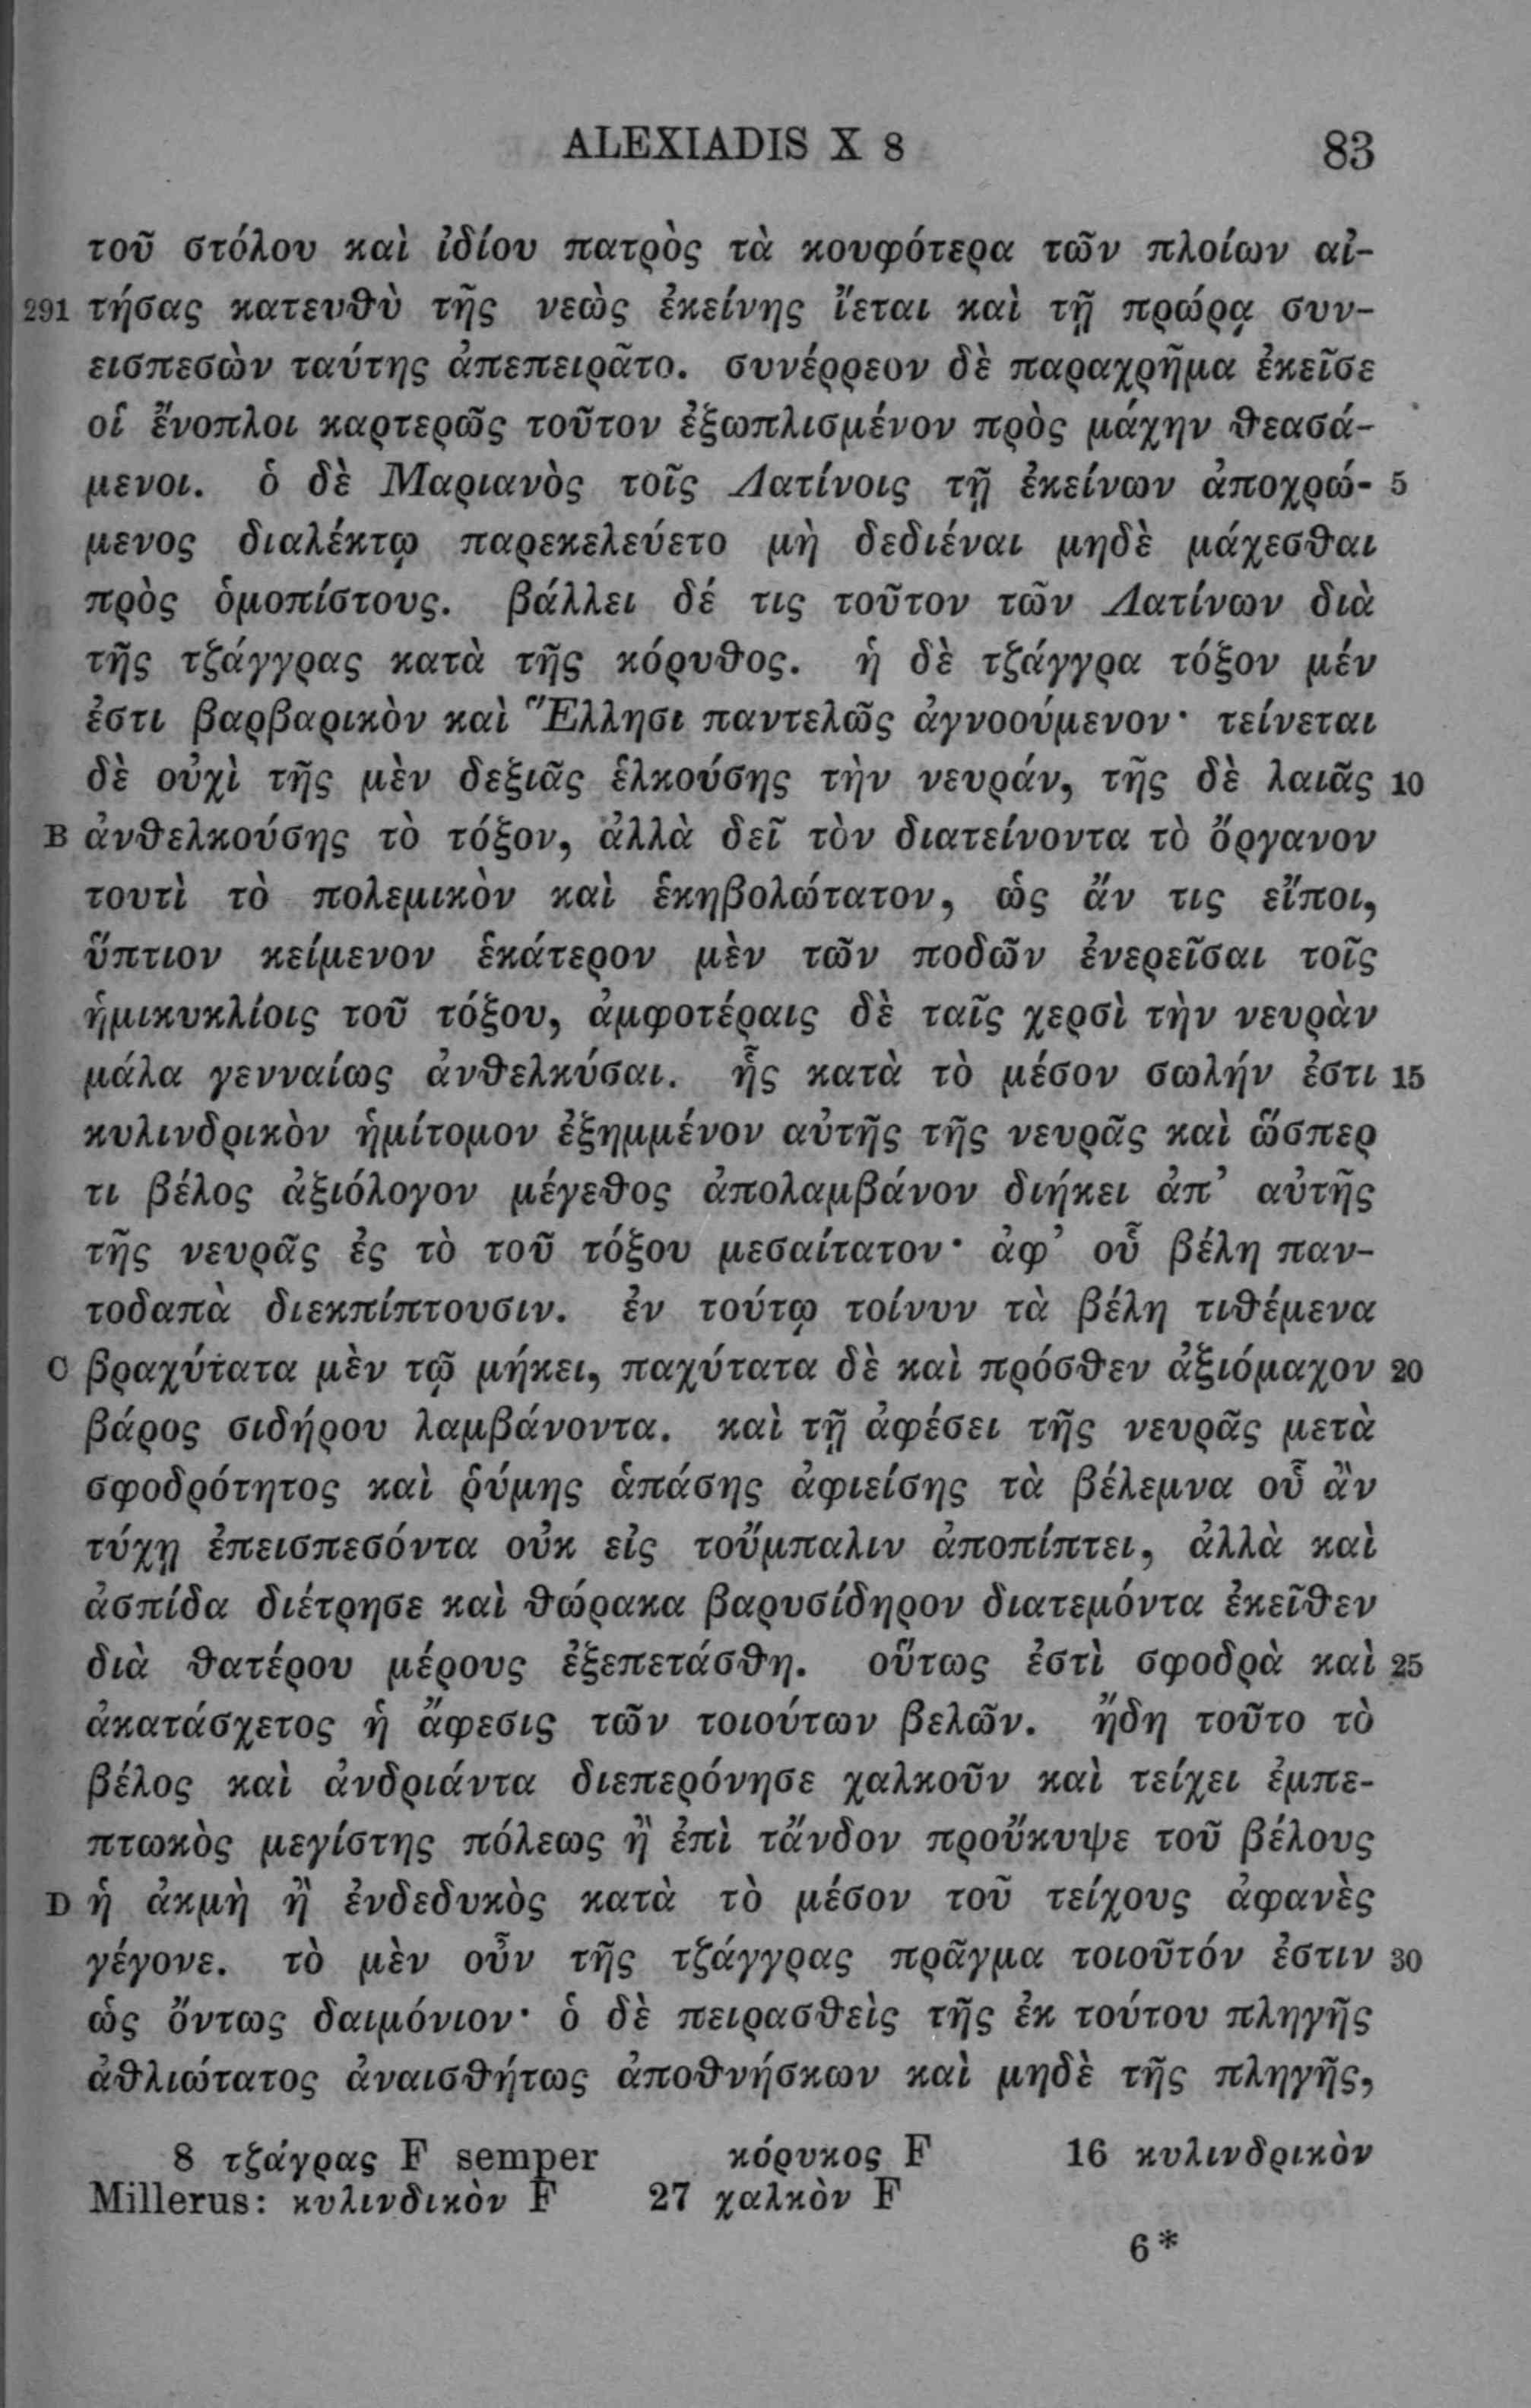 ALEXIADIS X 8 83
τοῦ στόλου καὶ ἰδίου πατρὸς τὰ κουφότερα τῶν πλοίων αἰ-
291 τήσας κατευθὺ τῆς νεὼς ἐκείνης ἵεται καὶ τῇ πρώρᾳ συν-
εισπεσὼν ταύτης ἀπεπειρᾶτο. συνέρρεον δὲ παραχρῆμα ἐκεῖσε
οἱ ἔνοπλοι καρτερῶς τοῦτον ἐξωπλισμένον πρὸς μάχην θεασά-
μενοι. ὁ δὲ Μαριανὸς τοῖς Λατίνοις τῇ ἐκείνων ἀποχρώ- 5
μενος διαλέκτῳ παρεκελεύετο μὴ δεδιέναι μηδὲ μάχεσθαι
πρὸς ὁμοπίστους. βάλλει δέ τις τοῦτον τῶν Λατίνων διὰ
τῆς τζάγγρας κατὰ τῆς κόρυθος. ἡ δὲ τζάγγρα τόξον μέν
ἐστι βαρβαρικὸν καὶ Ἕλλησι παντελῶς ἀγνοούμενον· τείνεται
δὲ οὐχὶ τῆς μὲν δεξιᾶς ἑλκούσης τὴν νευράν, τῆς δὲ λαιᾶς 10
B ἀνθελκούσης τὸ τόξον, ἀλλὰ δεῖ τὸν διατείνοντα τὸ ὄργανον
τουτὶ τὸ πολεμικὸν καὶ ἑκηβολώτατον, ὡς ἄν τις εἴποι,
ὕπτιον κείμενον ἑκάτερον μὲν τῶν ποδῶν ἐνερεῖσαι τοῖς
ἡμικυκλίοις τοῦ τόξου, ἀμφοτέραις δὲ ταῖς χερσὶ τὴν νευρὰν
μάλα γενναίως ἀνθελκύσαι. ἧς κατὰ τὸ μέσον σωλήν ἐστι 15
κυλινδρικὸν ἡμίτομον ἐξημμένον αὐτῆς τῆς νευρᾶς καὶ ὥσπερ
τι βέλος ἀξιόλογον μέγεθος ἀπολαμβάνον διήκει ἀπ' αὐτῆς
τῆς νευρᾶς ἐς τὸ τοῦ τόξου μεσαίτατον· ἀφ' οὗ βέλη παν-
τοδαπὰ διεκπίπτουσιν. ἐν τούτῳ τοίνυν τὰ βέλη τιθέμενα
C βραχύτατα μὲν τῷ μήκει, παχύτατα δὲ καὶ πρόσθεν ἀξιόμαχον 20
βάρος σιδήρου λαμβάνοντα. καὶ τῇ ἀφέσει τῆς νευρᾶς μετὰ
σφοδρότητος καὶ ῥύμης ἁπάσης ἀφιείσης τὰ βέλεμνα οὗ ἂν
τύχῃ ἐπεισπεσόντα οὐκ εἰς τοὔμπαλιν ἀποπίπτει, ἀλλὰ καὶ
ἀσπίδα διέτρησε καὶ θώρακα βαρυσίδηρον διατεμόντα ἐκεῖθεν
διὰ θατέρου μέρους ἐξεπετάσθη. οὕτως ἐστὶ σφοδρὰ καὶ 25
ἀκατάσχετος ἡ ἄφεσις τῶν τοιούτων βελῶν. ἤδη τοῦτο τὸ
βέλος καὶ ἀνδριάντα διεπερόνησε χαλκοῦν καὶ τείχει ἐμπε-
πτωκὸς μεγίστης πόλεως ἢ ἐπὶ τἄνδον προὔκυψε τοῦ βέλους
D ἡ ἀκμὴ ἢ ἐνδεδυκὸς κατὰ τὸ μέσον τοῦ τείχους ἀφανὲς
γέγονε. τὸ μὲν οὖν τῆς τζάγγρας πρᾶγμα τοιοῦτόν ἐστιν 30
ὡς ὄντως δαιμόνιον· ὁ δὲ πειρασθεὶς τῆς ἐκ τούτου πληγῆς
ἀθλιώτατος ἀναισθήτως ἀποθνήσκων καὶ μηδὲ τῆς πληγῆς,
8 τζάγρας F semper κόρυκος F 16 κυλινδρικὸν
Millerus: κυλινδικὸν F 27 χαλκὸν F
6*